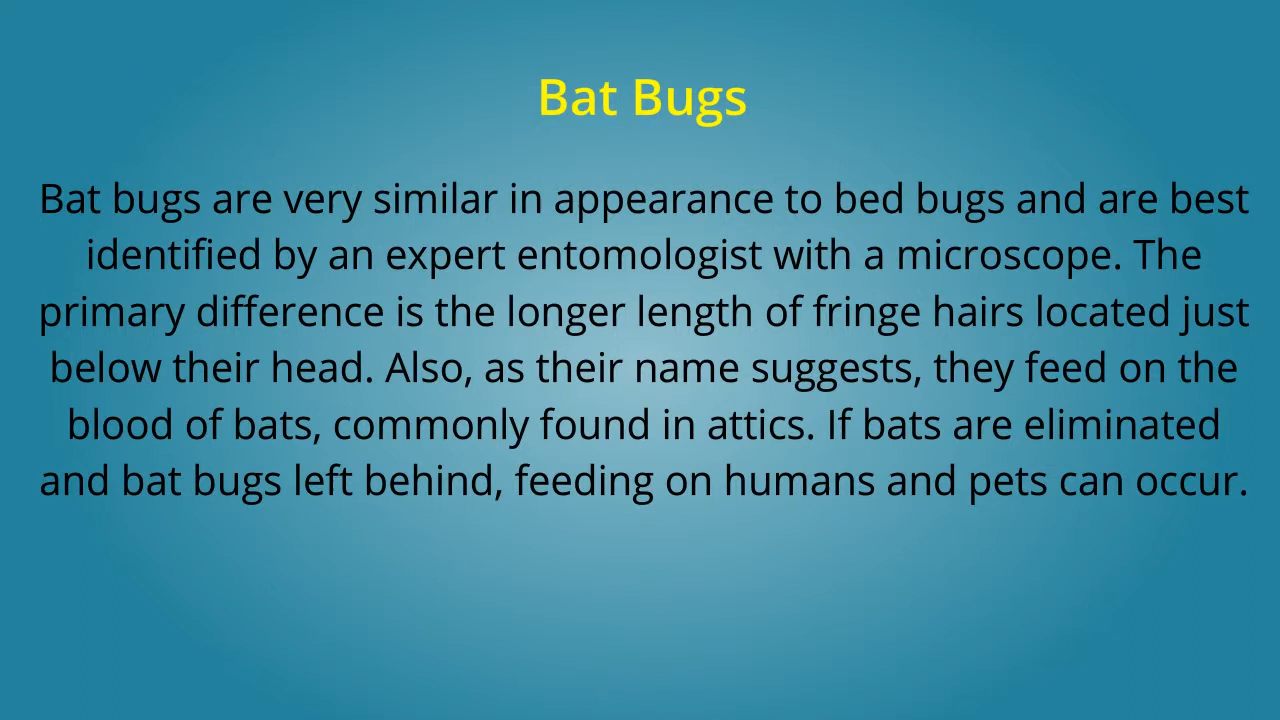 Bat Bugs
Bat bugs are very similar in appearance to bed bugs and are best
identified by an expert entomologist with a microscope. The
primary difference is the longer length of fringe hairs located just
below their head. Also, as their name suggests, they feed on the
blood of bats, commonly found in attics. If bats are eliminated
and bat bugs left behind, feeding on humans and pets can occur.